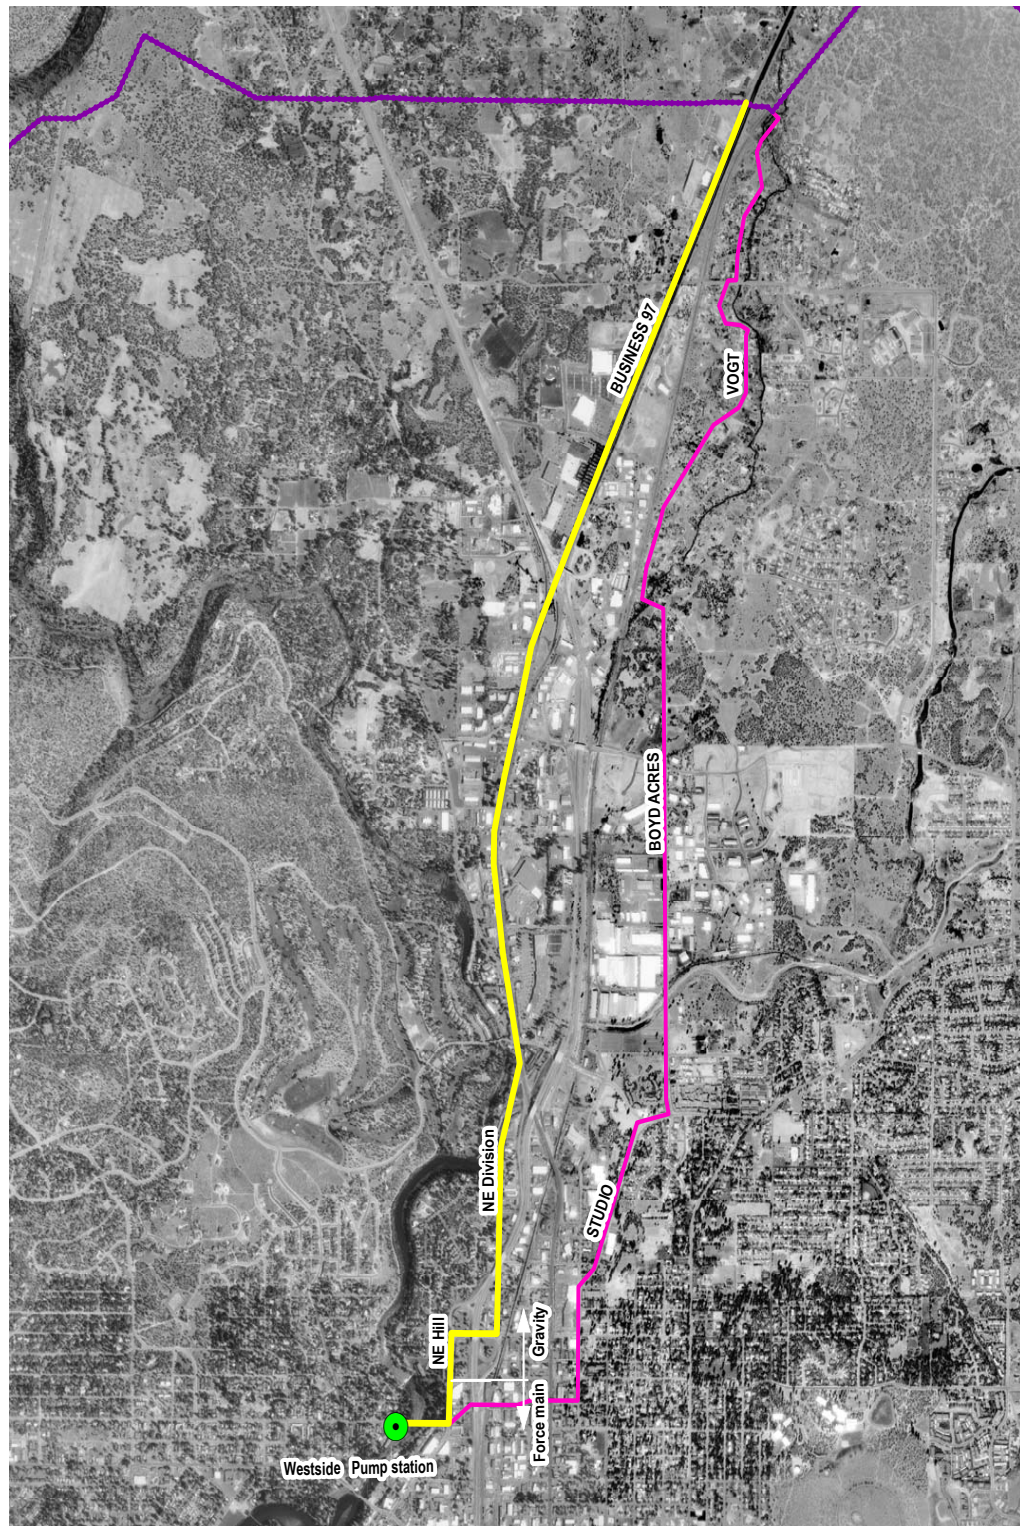 BUSINESS 97
VOGT
BOYD ACRES
NE Division
STUDIO
NE Hill
Gravity
Force main
Westside Pump station